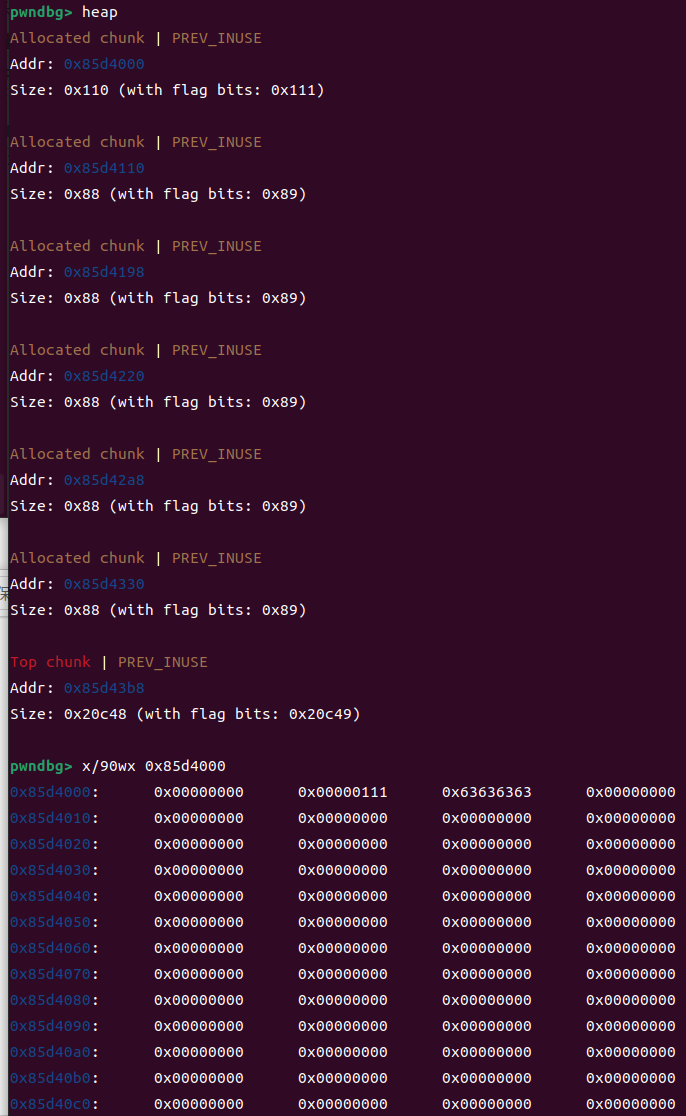 pwndbg> heap
Allocated chunk | PREV_INUSE
Addr: 0x85d4000
Size: 0x110 (with flag bits: 0x111)
Allocated chunk | PREV_INUSE
Addr: 0x85d4110
Size: 0x88 (with flag bits: 0x89)
Allocated chunk | PREV_INUSE
Addr: 0x85d4198
Size: 0x88 (with flag bits: 0x89)
Allocated chunk | PREV_INUSE
Addr: 0x85d4220
Size: 0x88 (with flag bits: 0x89)
Allocated chunk | PREV_INUSE
Addr: 0x85d42a8
Size: 0x88 (with flag bits: 0x89)
Allocated chunk | PREV_INUSE
Addr: 0x85d4330
Size: 0x88 (with flag bits: 0x89)
Top chunk | PREV_INUSE
Addr: 0x85d43b8
Size: 0x20c48 (with flag bits: 0x20c49)
pwndbg> x/90wx 0x85d4000
0x85d4000: 0x00000000 0x00000111 0x63636363 0x00000000
0x85d4010: 0x00000000 0x00000000 0x00000000 0x00000000
0x85d4020: 0x00000000 0x00000000 0x00000000 0x00000000
0x85d4030: 0x00000000 0x00000000 0x00000000 0x00000000
0x85d4040: 0x00000000 0x00000000 0x00000000 0x00000000
0x85d4050: 0x00000000 0x00000000 0x00000000 0x00000000
0x85d4060: 0x00000000 0x00000000 0x00000000 0x00000000
0x85d4070: 0x00000000 0x00000000 0x00000000 0x00000000
0x85d4080: 0x00000000 0x00000000 0x00000000 0x00000000
0x85d4090: 0x00000000 0x00000000 0x00000000 0x00000000
0x85d40a0: 0x00000000 0x00000000 0x00000000 0x00000000
0x85d40b0: 0x00000000 0x00000000 0x00000000 0x00000000
0x85d40c0: 0x00000000 0x00000000 0x00000000 0x00000000